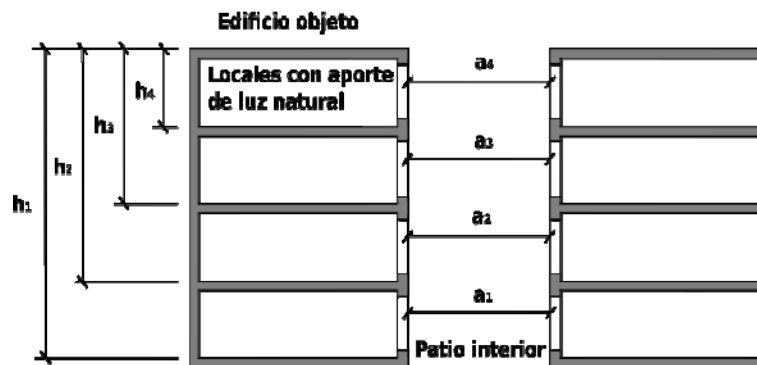 Edificio objeto
Locales con aporte
de luz natural
a4
h4
h3
a3
h2
h1
a2
a1
Patio interior